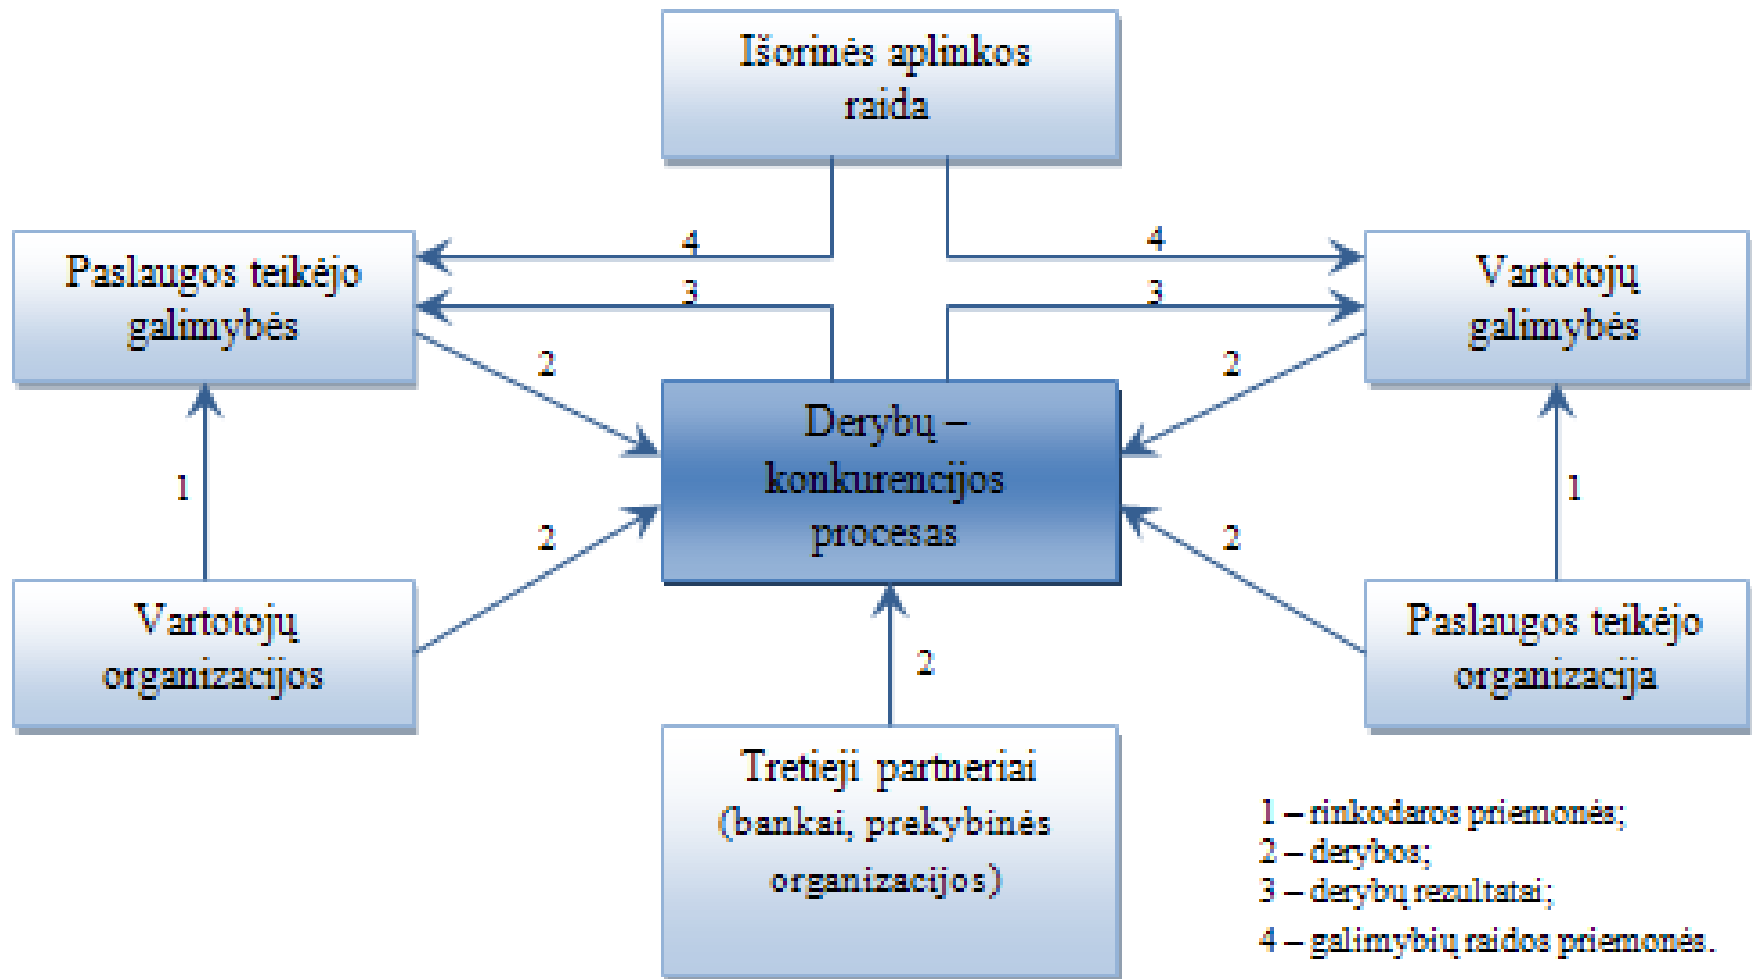 Išorinės aplinkos
raida
4
4
Paslaugos teikėjo
galimybės
Vartotojų
galimybės
3
3
2
2
Derybų –
konkurencijos
procesas
1
1
2
2
Vartotojų
organizacijos
Paslaugos teikėjo
organizacija
2
Tretieji partneriai
(bankai, prekybinės
organizacijos)
1 – rinkodaros priemonės;
2 – derybos;
3 – derybų rezultatai;
4 – galimybių raidos priemonės.